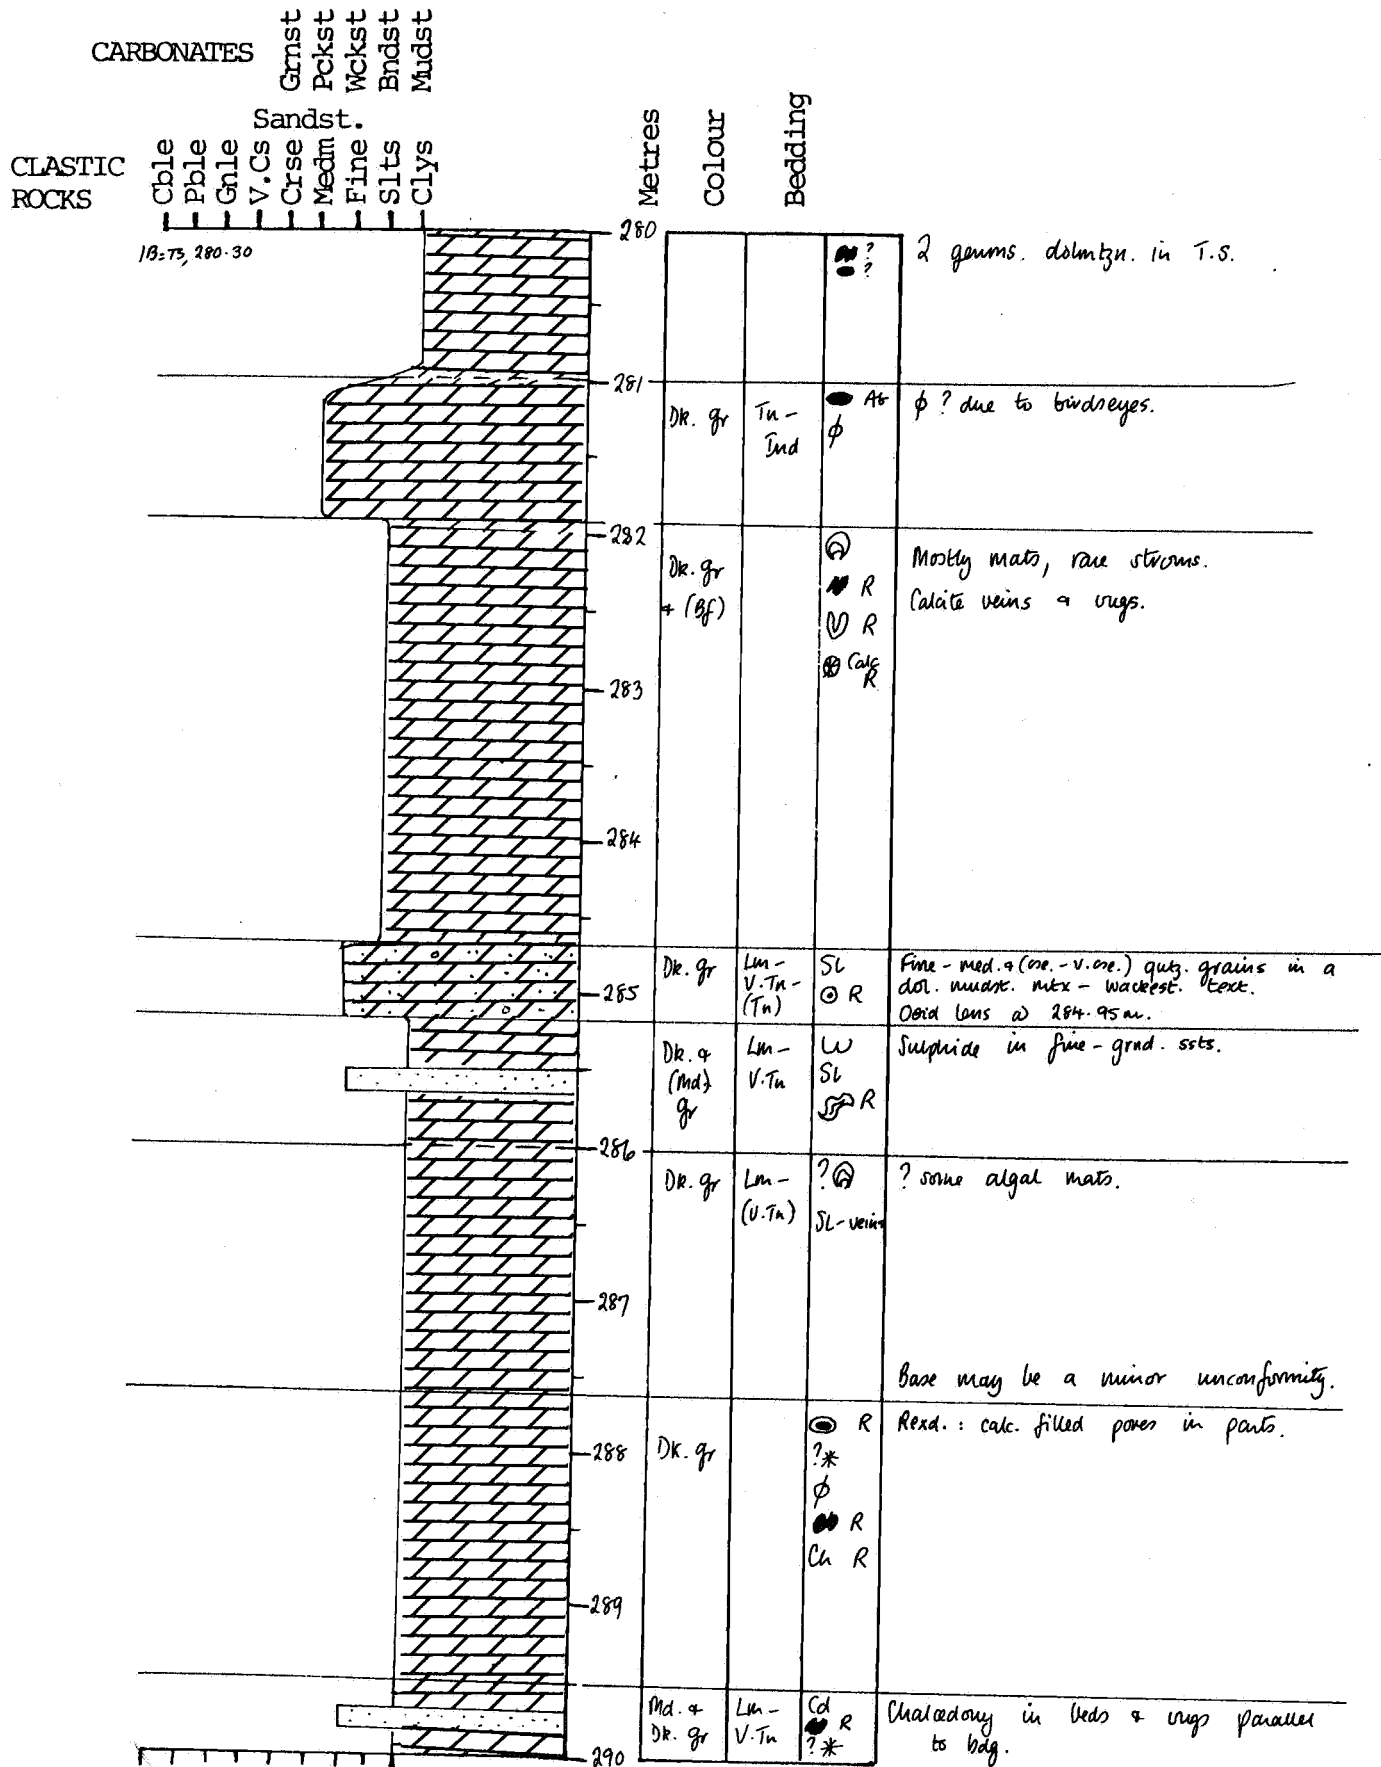 CARBONATES
Grnst
Pckst
Wckst
Bndst
Mudst
Sandst.
CLASTIC
ROCKS
Cble
Pble
Gnle
V.Cs
Crse
Medm
Fine
Slts
Clys
Metres
Colour
Bedding
280
280.30
? 2 genms. dolmtzn. in T.S.
?
281
Dk. gr Tn - Ind φ ? due to birdseyes.
φ
282
Dk. gr Mostly mats, rare stroms.
+ (Bf) R Calcite veins & vugs.
R
Calc
R
283
284
Dk. gr Lm - V.Tn - (Tn) SL Fine - med. & (cse. - v. cse.) qutz. grains in a
285 R dol. mudst. mtx - wackest. text.
Ooid lens @ 284.95 m.
Dk. & (Md.) gr Lm - V.Tn Sulphide in fine - grnd. ssts.
SL
R
286
Dk. gr Lm - (V.Tn) ? ? some algal mats.
SL - veins
287
Base may be a minor unconformity.
R Rexd. : calc. filled pores in parts.
288 Dk. gr ?*
φ
R
Ch R
289
Md. & Dk. gr Lm - V.Tn Cd Chalcedony in beds & vugs parallel
R to bdg.
?*
290